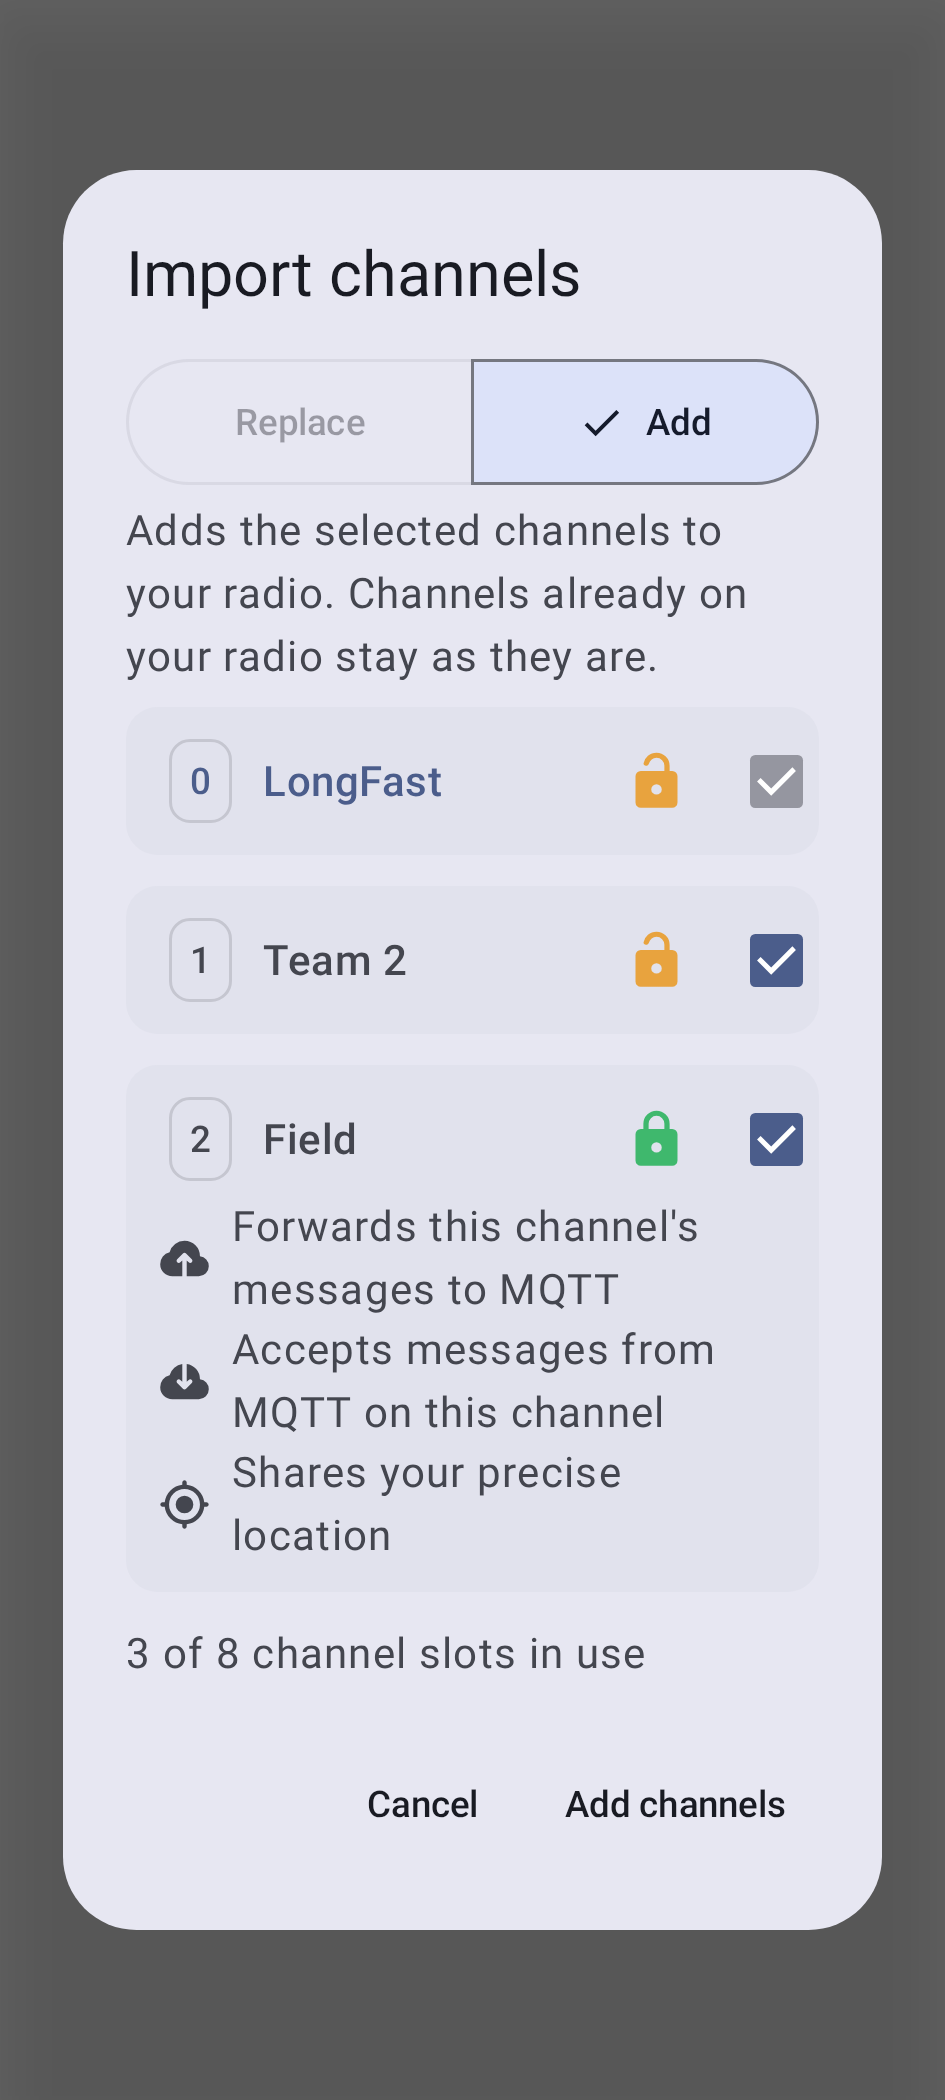 Import channels
Replace
Add
Adds the selected channels to
your radio. Channels already on
your radio stay as they are.
0 LongFast
1 Team 2
2 Field
Forwards this channel's
messages to MQTT
Accepts messages from
MQTT on this channel
Shares your precise
location
3 of 8 channel slots in use
Cancel
Add channels